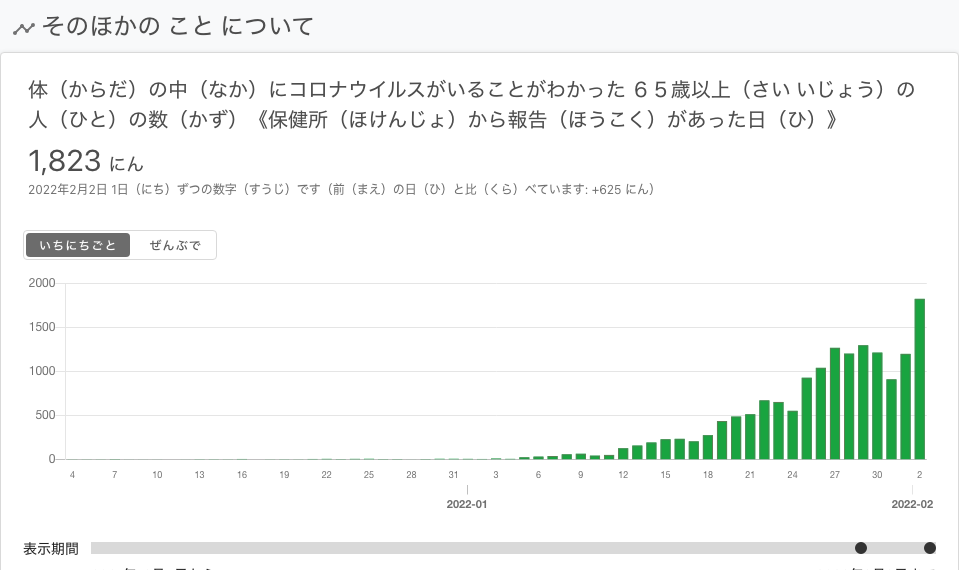 そのほかの こと について
体（からだ）の中（なか）にコロナウイルスがいることがわかった ６５歳以上（さい いじょう）の
人（ひと）の数（かず）《保健所（ほけんじょ）から報告（ほうこく）があった日（ひ）》
1,823 にん
2022年2月2日 1日（にち）ずつの数字（すうじ）です（前（まえ）の日（ひ）と比（くら）べています: +625 にん）
いちにちごと ぜんぶで
2000
1500
1000
500
0
4 7 10 13 16 19 22 25 28 31 3 6 9 12 15 18 21 24 27 30 2
2022-01 2022-02
表示期間